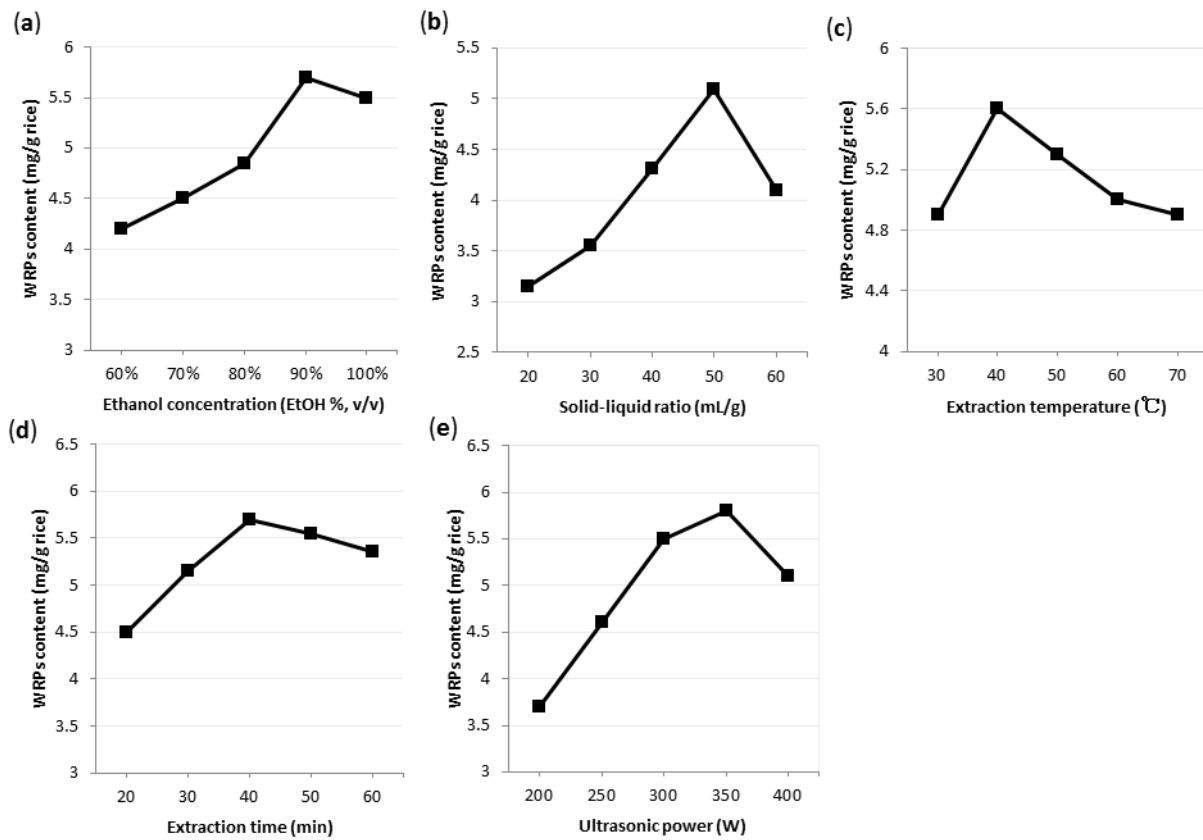 (a)
WRPs content (mg/g rice)
6
5.5
5
4.5
4
3.5
3
60% 70% 80% 90% 100%
Ethanol concentration (EtOH %, v/v)
(b)
WRPs content (mg/g rice)
5.5
5
4.5
4
3.5
3
2.5
20 30 40 50 60
Solid-liquid ratio (mL/g)
(c)
WRPs content (mg/g rice)
6
5.6
5.2
4.8
4.4
4
30 40 50 60 70
Extraction temperature (℃)
(d)
WRPs content (mg/g rice)
6.5
6
5.5
5
4.5
4
3.5
3
20 30 40 50 60
Extraction time (min)
(e)
WRPs content (mg/g rice)
6.5
6
5.5
5
4.5
4
3.5
3
200 250 300 350 400
Ultrasonic power (W)